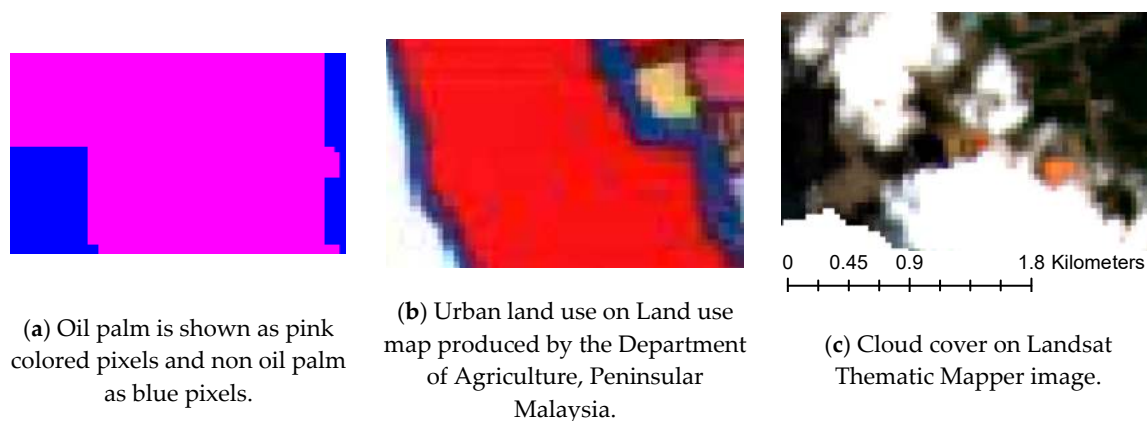 0 0.45 0.9 1.8 Kilometers
(a) Oil palm is shown as pink
colored pixels and non oil palm
as blue pixels.
(b) Urban land use on Land use
map produced by the Department
of Agriculture, Peninsular
Malaysia.
(c) Cloud cover on Landsat
Thematic Mapper image.